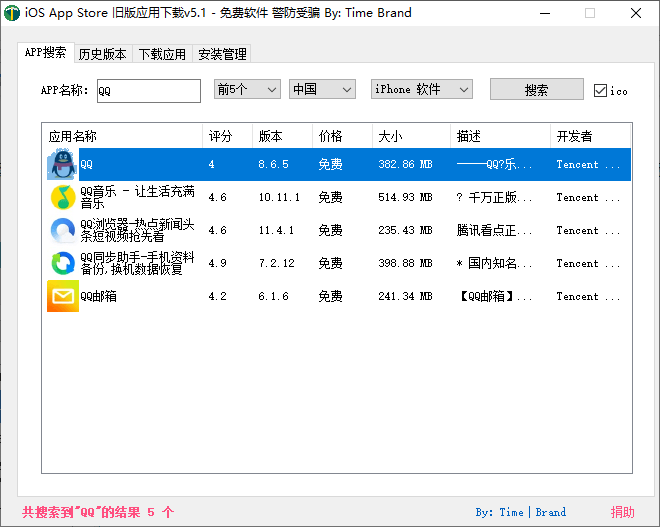 iOS App Store 旧版应用下载v5.1 - 免费软件 警防受骗 By: Time Brand
APP搜索 历史版本 下载应用 安装管理
APP名称: QQ 前5个 中国 iPhone 软件 搜索 ico
应用名称 评分 版本 价格 大小 描述 开发者
QQ 4 8.6.5 免费 382.86 MB ———QQ?乐... Tencent ...
QQ音乐 - 让生活充满
音乐 4.6 10.11.1 免费 514.93 MB ? 千万正版... Tencent ...
QQ浏览器-热点新闻头
条短视频抢先看 4.6 11.4.1 免费 235.43 MB 腾讯看点正... Tencent ...
QQ同步助手-手机资料
备份,换机数据恢复 4.9 7.2.12 免费 398.88 MB * 国内知名... Tencent ...
QQ邮箱 4.2 6.1.6 免费 241.34 MB 【QQ邮箱】... Tencent ...
共搜索到"QQ"的结果 5 个 By: Time|Brand 捐助